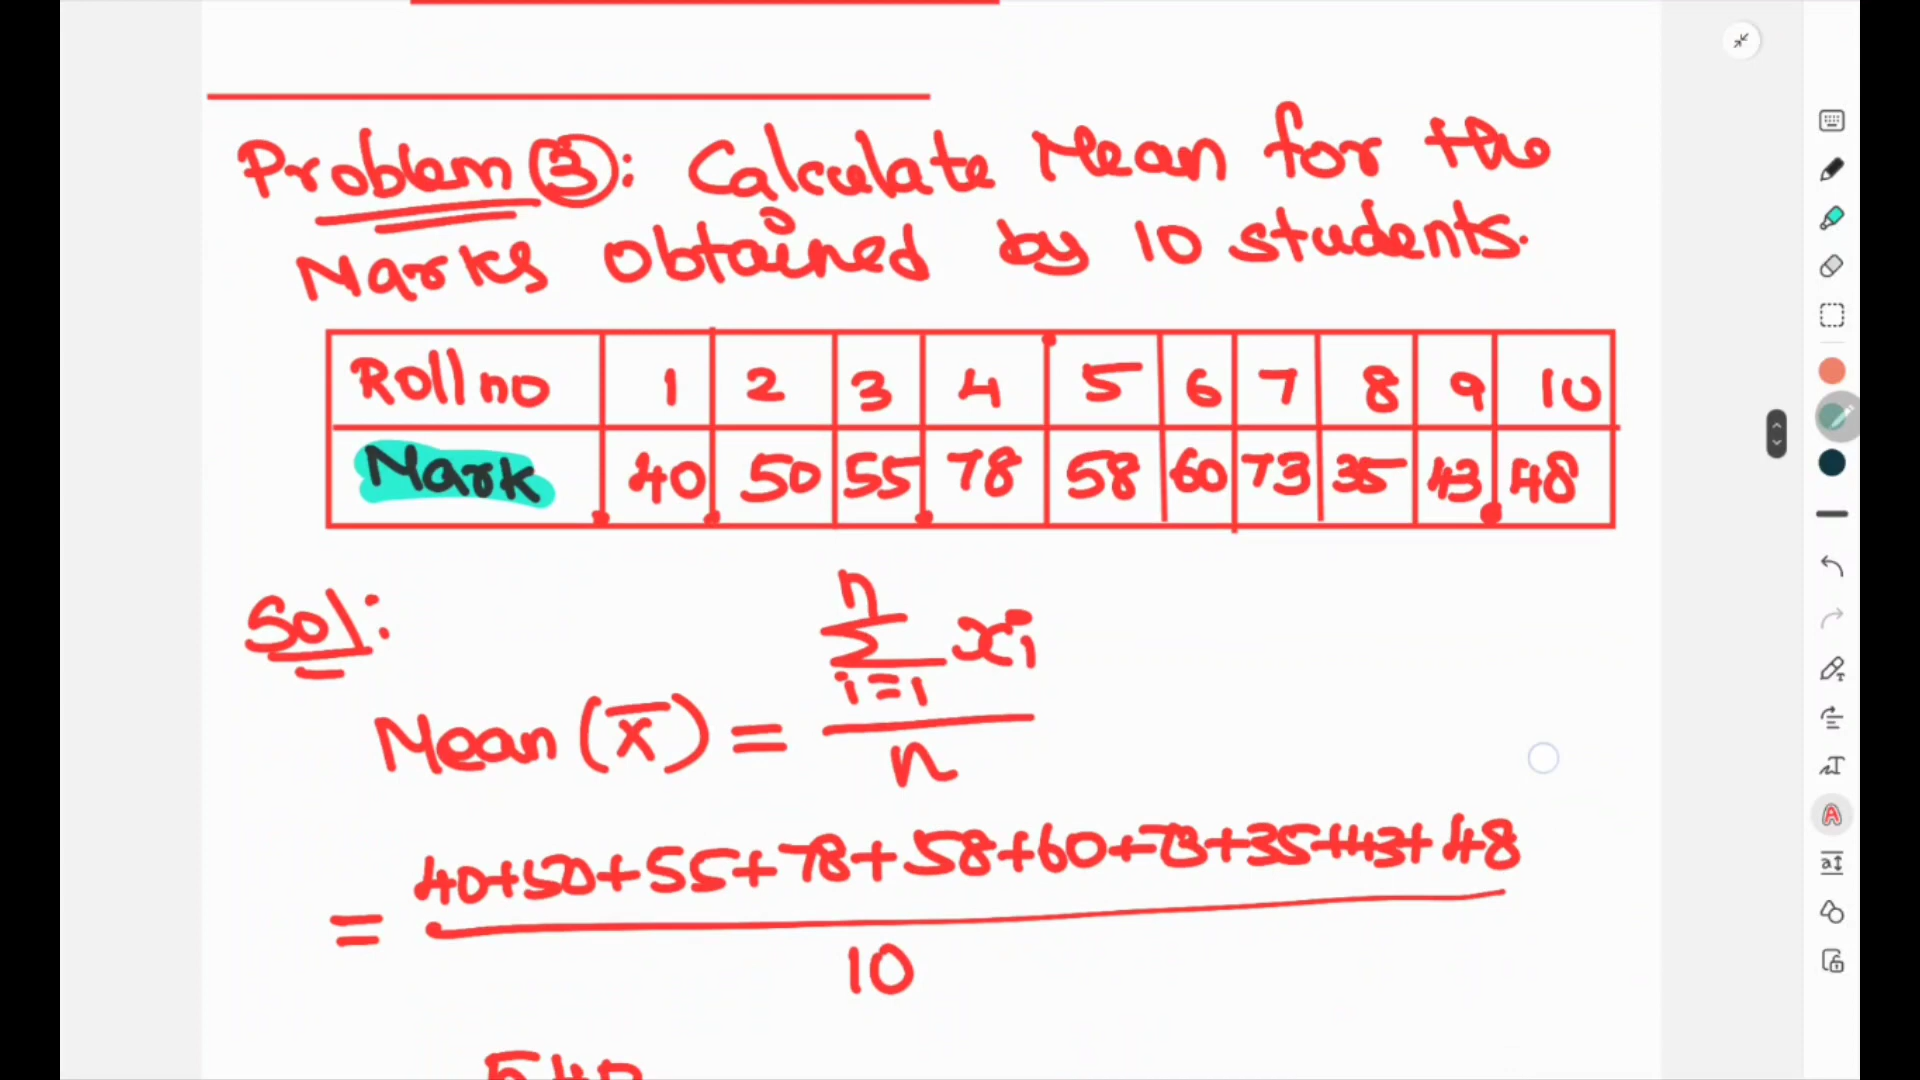 Problem ③: Calculate Mean for the
Marks obtained by 10 students.
Roll no 1 2 3 4 5 6 7 8 9 10
Mark 40 50 55 78 58 60 73 35 43 48
Sol:
Mean (x̄) = n Σ i=1 xi / n
= 40+50+55+78+58+60+73+35+43+48 / 10
540